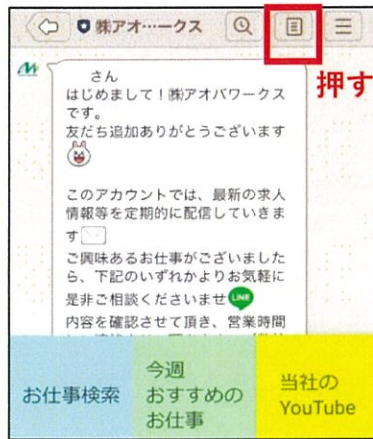 ㈱アオ…ークス
押す
さん
はじめまして！㈱アオバワークス
です。
友だち追加ありがとうございます
このアカウントでは、最新の求人
情報等を定期的に配信していきま
す
ご興味あるお仕事がございました
ら、下記のいずれかよりお気軽に
是非ご相談くださいませ LINE
内容を確認させて頂き、営業時間
お仕事検索
今週
おすすめの
お仕事
当社の
YouTube